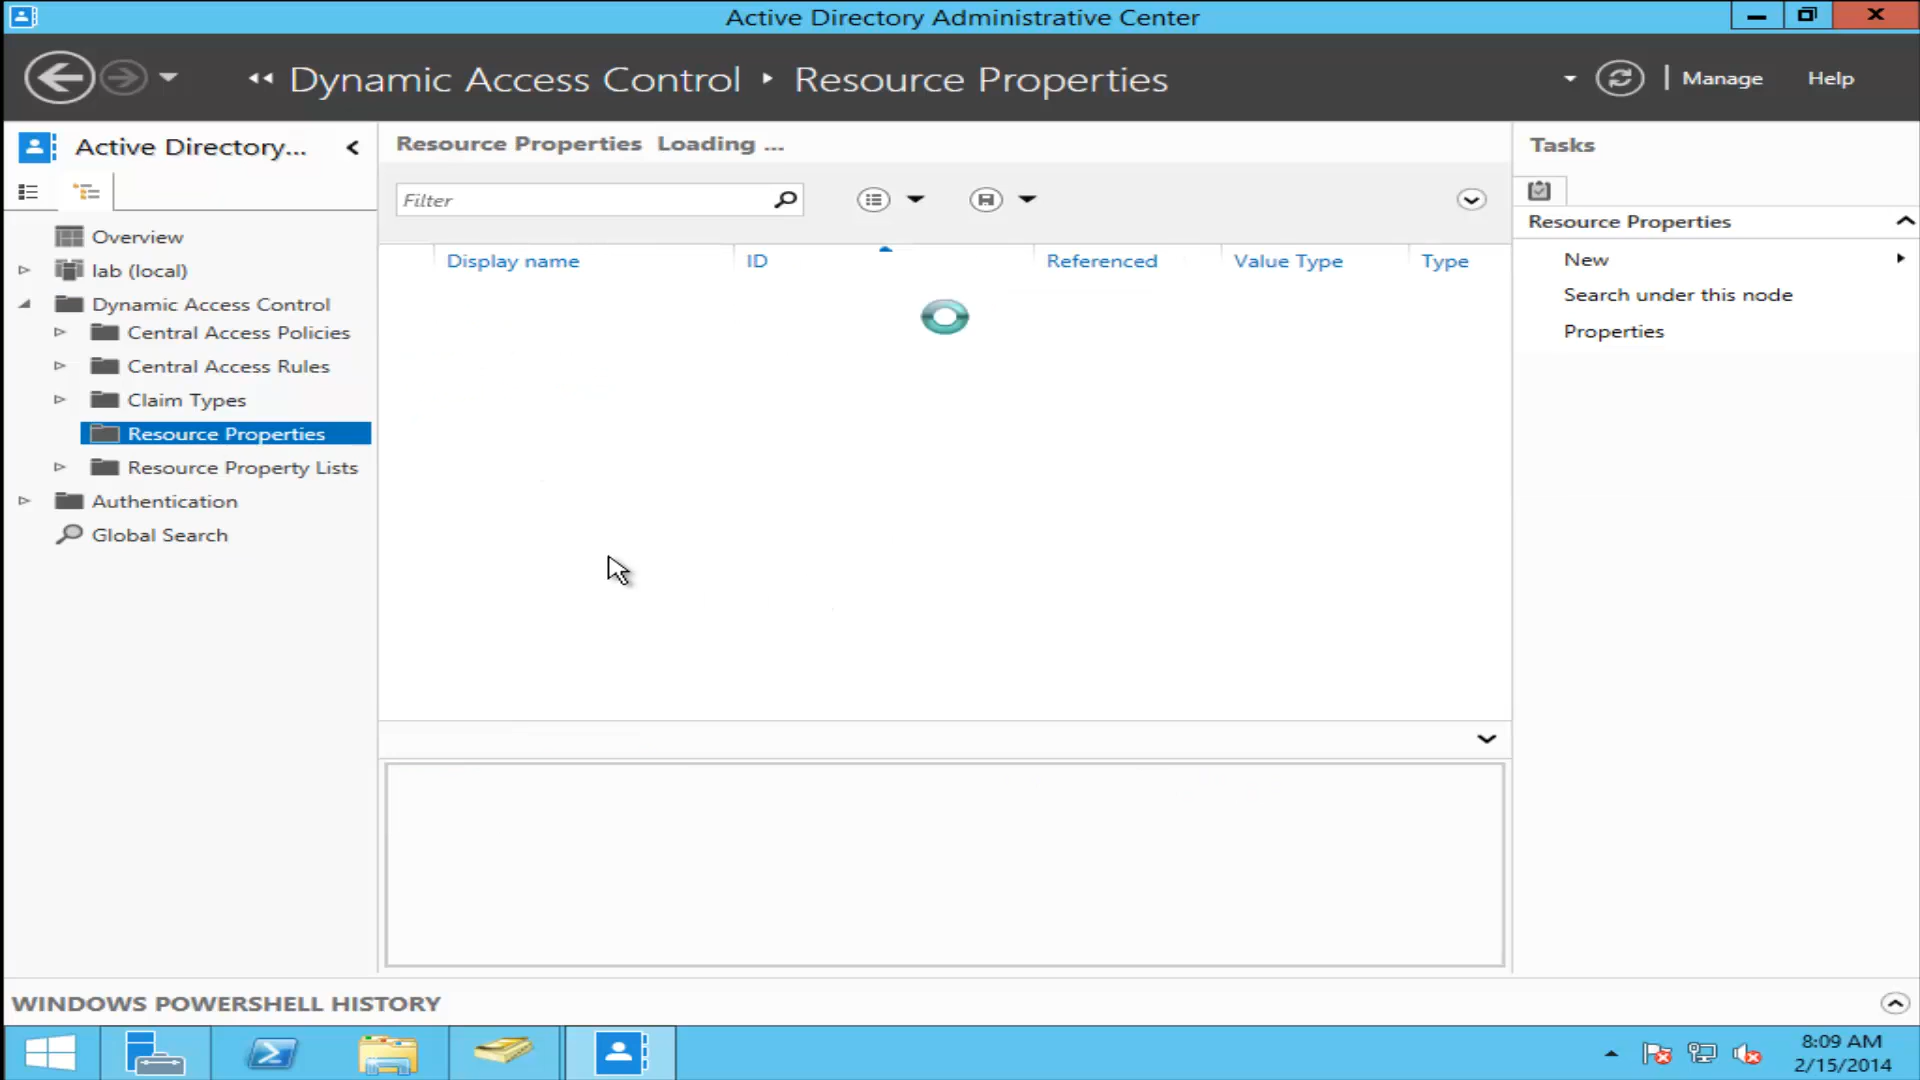 Active Directory Administrative Center
Dynamic Access Control Resource Properties
Manage Help
Active Directory...
Overview
lab (local)
Dynamic Access Control
Central Access Policies
Central Access Rules
Claim Types
Resource Properties
Resource Property Lists
Authentication
Global Search
Resource Properties Loading ...
Filter
Display name ID Referenced Value Type Type
Tasks
Resource Properties
New
Search under this node
Properties
WINDOWS POWERSHELL HISTORY
8:09 AM
2/15/2014